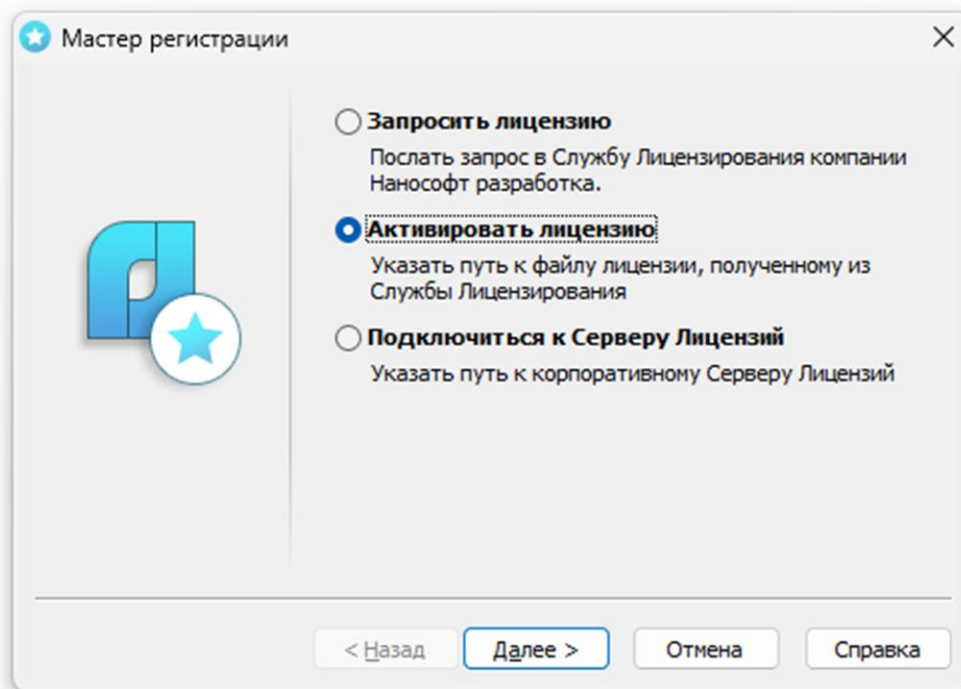 Мастер регистрации
Запросить лицензию
Послать запрос в Службу Лицензирования компании
Нанософт разработка.
Активировать лицензию
Указать путь к файлу лицензии, полученному из
Службы Лицензирования
Подключиться к Серверу Лицензий
Указать путь к корпоративному Серверу Лицензий
< Назад
Далее >
Отмена
Справка